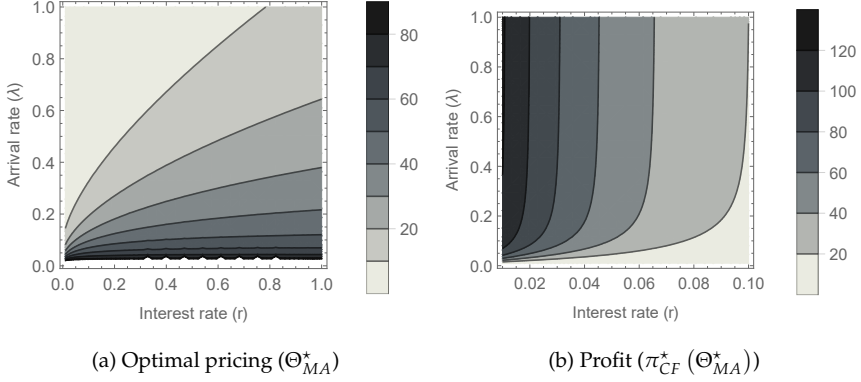 1.0
0.8
0.6
0.4
0.2
0.0
Arrival rate (λ)
0.0 0.2 0.4 0.6 0.8 1.0
Interest rate (r)
80
60
40
20
(a) Optimal pricing (Θ⋆MA)
1.0
0.8
0.6
0.4
0.2
0.0
Arrival rate (λ)
0.02 0.04 0.06 0.08 0.10
Interest rate (r)
120
100
80
60
40
20
(b) Profit (π⋆CF (Θ⋆MA))